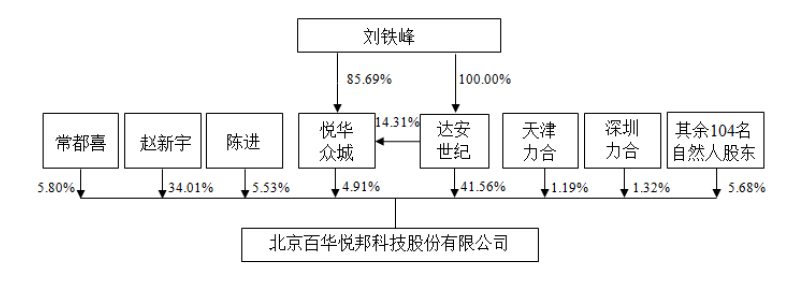 刘铁峰
85.69%
100.00%
常都喜
赵新宇
陈进
悦华
众城
14.31%
达安
世纪
天津
力合
深圳
力合
其余104名
自然人股东
5.80%
34.01%
5.53%
4.91%
41.56%
1.19%
1.32%
5.68%
北京百华悦邦科技股份有限公司